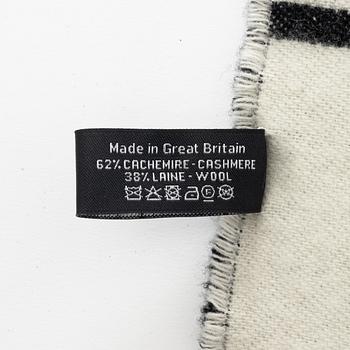 Made in Great Britain
62% CACHEMIRE - CASHMERE
38% LAINE - WOOL